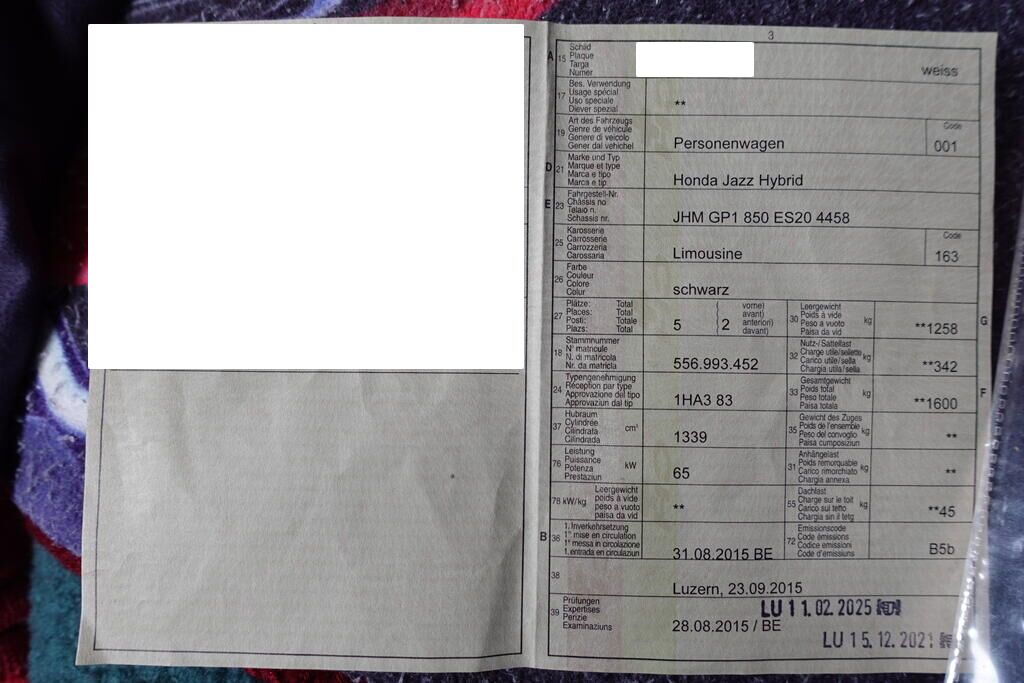 3
A 15 Schild
Plaque
Targa
Numer
weiss
17 Bes. Verwendung
Usage spécial
Uso speciale
Diever spezial
**
19 Art des Fahrzeugs
Genre de véhicule
Genere di veicolo
Gener dal vehichel
Personenwagen
Code
001
D 21 Marke und Typ
Marque et type
Marca e tipo
Marca e tip
Honda Jazz Hybrid
E 23 Fahrgestell-Nr.
Châssis no
Telaio n.
Schassis nr.
JHM GP1 850 ES20 4458
25 Karosserie
Carrosserie
Carrozzeria
Carossaria
Limousine
Code
163
26 Farbe
Couleur
Colore
Colur
schwarz
27 Plätze: Total
Places: Total
Posti: Totale
Plazs: Total
5
2
vorne)
avant)
anteriori)
davant)
30 Leergewicht
Poids à vide
Peso a vuoto
Paisa da vid
kg
**1258
G
18 Stammnummer
N° matricule
N. di matricola
Nr. da matricla
556.993.452
32 Nutz-/Sattellast
Charge utile/sellette
Carico utile/sella
Chargia utila/sella
kg
**342
24 Typengenehmigung
Réception par type
Approvazione del tipo
Approvaziun dal tip
1HA3 83
33 Gesamtgewicht
Poids total
Peso totale
Paisa totala
kg
**1600
F
37 Hubraum
Cylindrée
Cilindrata
Cilindrada
cm³
1339
35 Gewicht des Zuges
Poids de l'ensemble
Peso del convoglio
Paisa cumposiziun
kg
**
76 Leistung
Puissance
Potenza
Prestaziun
kW
65
31 Anhängelast
Poids remorquable
Carico rimorchiato
Chargia annexa
kg
**
78 kW/kg Leergewicht
poids à vide
peso a vuoto
paisa da vid
**
55 Dachlast
Charge sur le toit
Carico sul tetto
Chargia sin il tetg
kg
**45
B 36 1. Inverkehrsetzung
1re mise en circulation
1a messa in circolazione
1. entrada en circulaziun
31.08.2015 BE
72 Emissionscode
Code émissions
Codice emissioni
Code d'emissiuns
B5b
38
Luzern, 23.09.2015
39 Prüfungen
Expertises
Perizie
Examinaziuns
LU 11.02.2025
28.08.2015 / BE
LU 15.12.2021